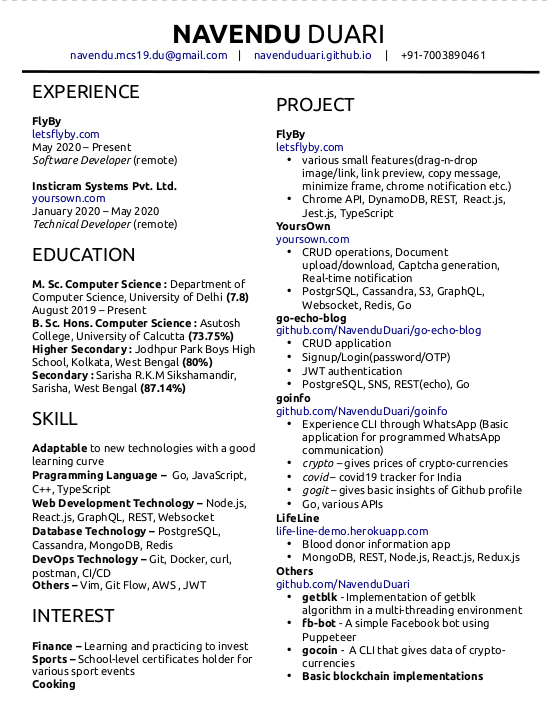 NAVENDU DUARI
navendu.mcs19.du@gmail.com | navenduduari.github.io | +91-7003890461
EXPERIENCE
FlyBy
letsflyby.com
May 2020 – Present
Software Developer (remote)
Insticram Systems Pvt. Ltd.
yoursown.com
January 2020 – May 2020
Technical Developer (remote)
EDUCATION
M. Sc. Computer Science : Department of
Computer Science, University of Delhi (7.8)
August 2019 – Present
B. Sc. Hons. Computer Science : Asutosh
College, University of Calcutta (73.75%)
Higher Secondary : Jodhpur Park Boys High
School, Kolkata, West Bengal (80%)
Secondary : Sarisha R.K.M Sikshamandir,
Sarisha, West Bengal (87.14%)
SKILL
Adaptable to new technologies with a good
learning curve
Pragramming Language – Go, JavaScript,
C++, TypeScript
Web Development Technology – Node.js,
React.js, GraphQL, REST, Websocket
Database Technology – PostgreSQL,
Cassandra, MongoDB, Redis
DevOps Technology – Git, Docker, curl,
postman, CI/CD
Others – Vim, Git Flow, AWS , JWT
INTEREST
Finance – Learning and practicing to invest
Sports – School-level certificates holder for
various sport events
Cooking
PROJECT
FlyBy
letsflyby.com
• various small features(drag-n-drop
image/link, link preview, copy message,
minimize frame, chrome notification etc.)
• Chrome API, DynamoDB, REST, React.js,
Jest.js, TypeScript
YoursOwn
yoursown.com
• CRUD operations, Document
upload/download, Captcha generation,
Real-time notification
• PostgrSQL, Cassandra, S3, GraphQL,
Websocket, Redis, Go
go-echo-blog
github.com/NavenduDuari/go-echo-blog
• CRUD application
• Signup/Login(password/OTP)
• JWT authentication
• PostgreSQL, SNS, REST(echo), Go
goinfo
github.com/NavenduDuari/goinfo
• Experience CLI through WhatsApp (Basic
application for programmed WhatsApp
communication)
• crypto – gives prices of crypto-currencies
• covid – covid19 tracker for India
• gogit – gives basic insights of Github profile
• Go, various APIs
LifeLine
life-line-demo.herokuapp.com
• Blood donor information app
• MongoDB, REST, Node.js, React.js, Redux.js
Others
github.com/NavenduDuari
• getblk - Implementation of getblk
algorithm in a multi-threading environment
• fb-bot - A simple Facebook bot using
Puppeteer
• gocoin - A CLI that gives data of crypto-
currencies
• Basic blockchain implementations